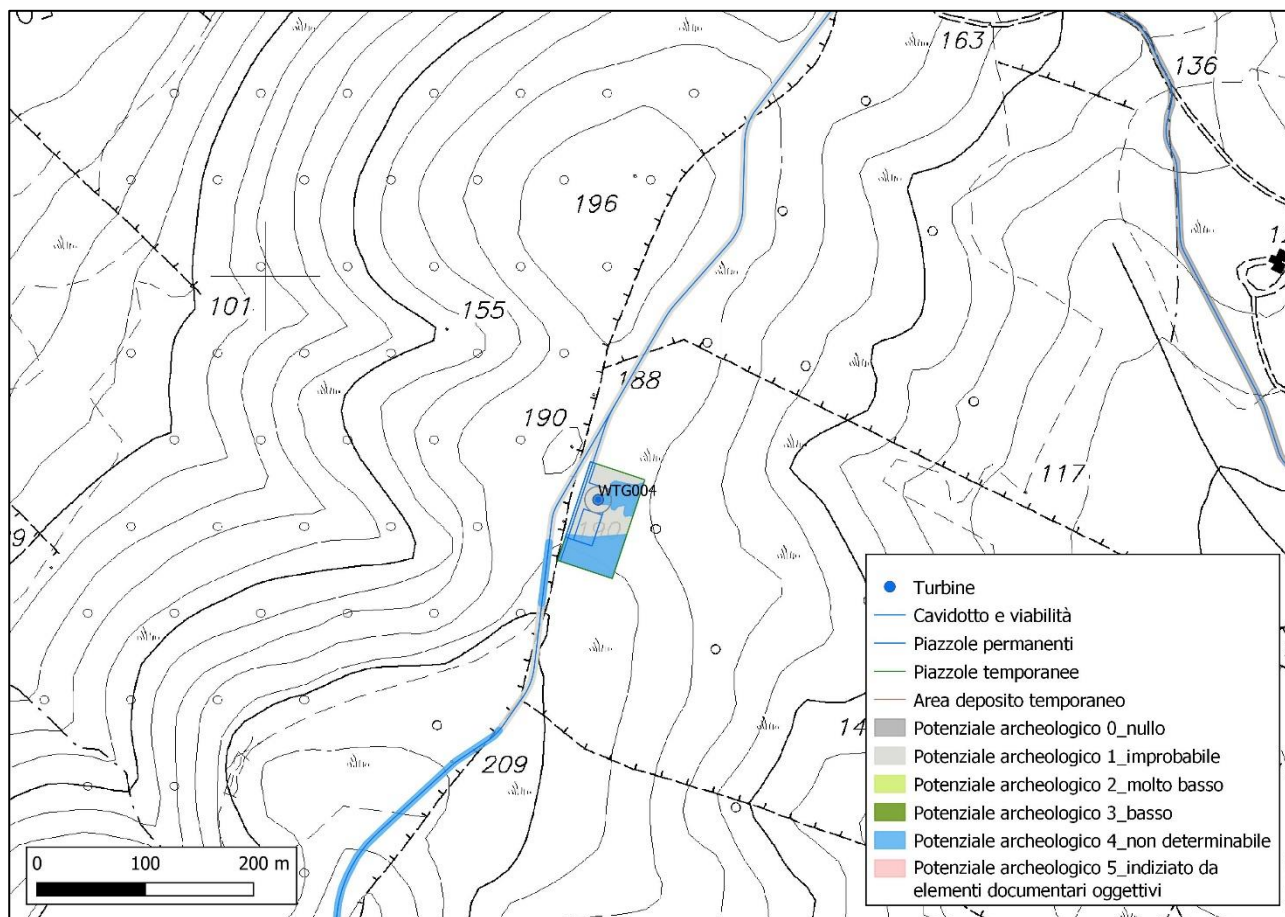 163
136
196
101
155
188
190
117
WTG004
190
209
Turbine
Cavidotto e viabilità
Piazzole permanenti
Piazzole temporanee
Area deposito temporaneo
Potenziale archeologico 0_nullo
Potenziale archeologico 1_improbabile
Potenziale archeologico 2_molto basso
Potenziale archeologico 3_basso
Potenziale archeologico 4_non determinabile
Potenziale archeologico 5_indiziato da
elementi documentari oggettivi
0 100 200 m